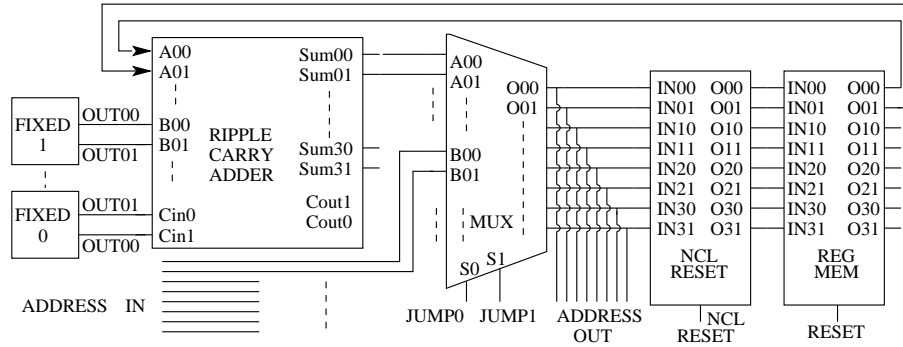 FIXED
1
OUT00
OUT01
FIXED
0
OUT01
OUT00
A00
A01
B00
B01
Cin0
Cin1
RIPPLE
CARRY
ADDER
Sum00
Sum01
Sum30
Sum31
Cout1
Cout0
ADDRESS IN
A00
A01
B00
B01
MUX
O00
O01
S0
S1
JUMP0
JUMP1
ADDRESS
OUT
IN00 O00
IN01 O01
IN10 O10
IN11 O11
IN20 O20
IN21 O21
IN30 O30
IN31 O31
NCL
RESET
NCL
RESET
IN00 O00
IN01 O01
IN10 O10
IN11 O11
IN20 O20
IN21 O21
IN30 O30
IN31 O31
REG
MEM
RESET